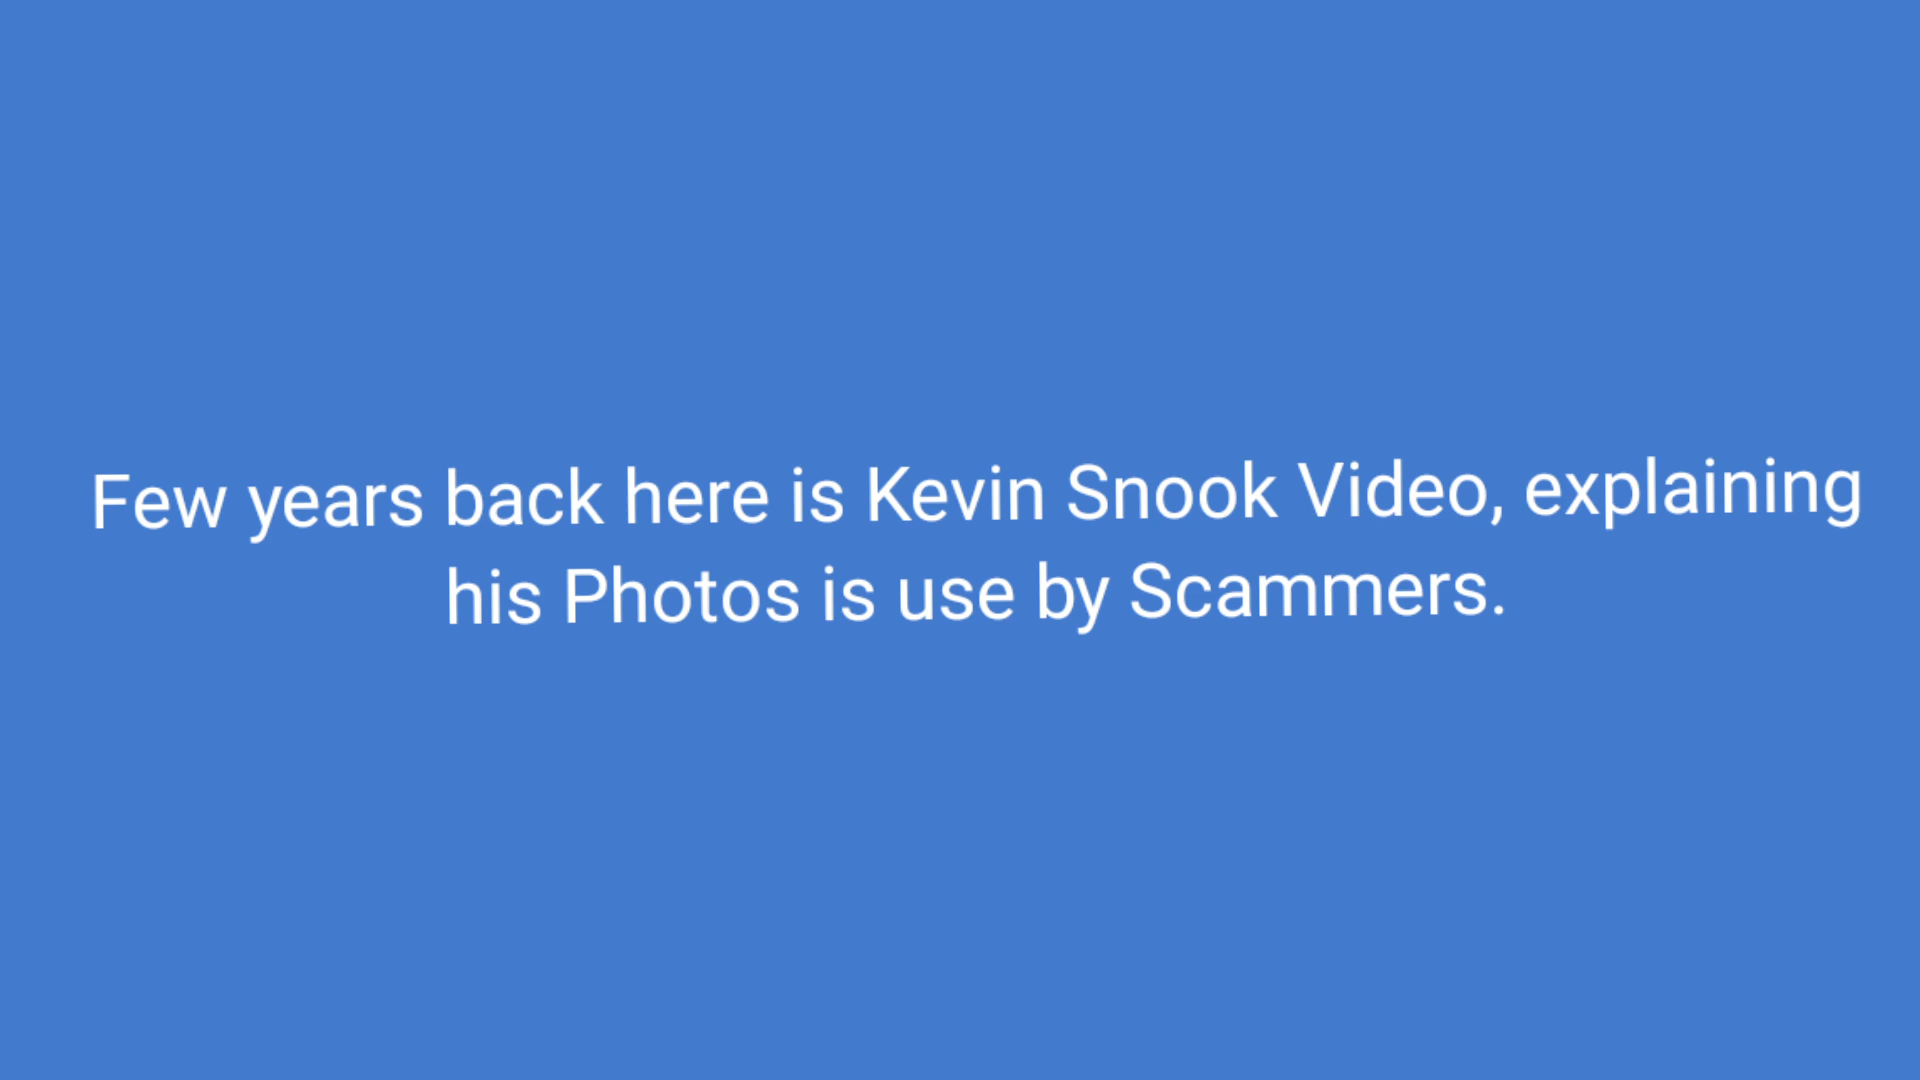 Few years back here is Kevin Snook Video, explaining
his Photos is use by Scammers.